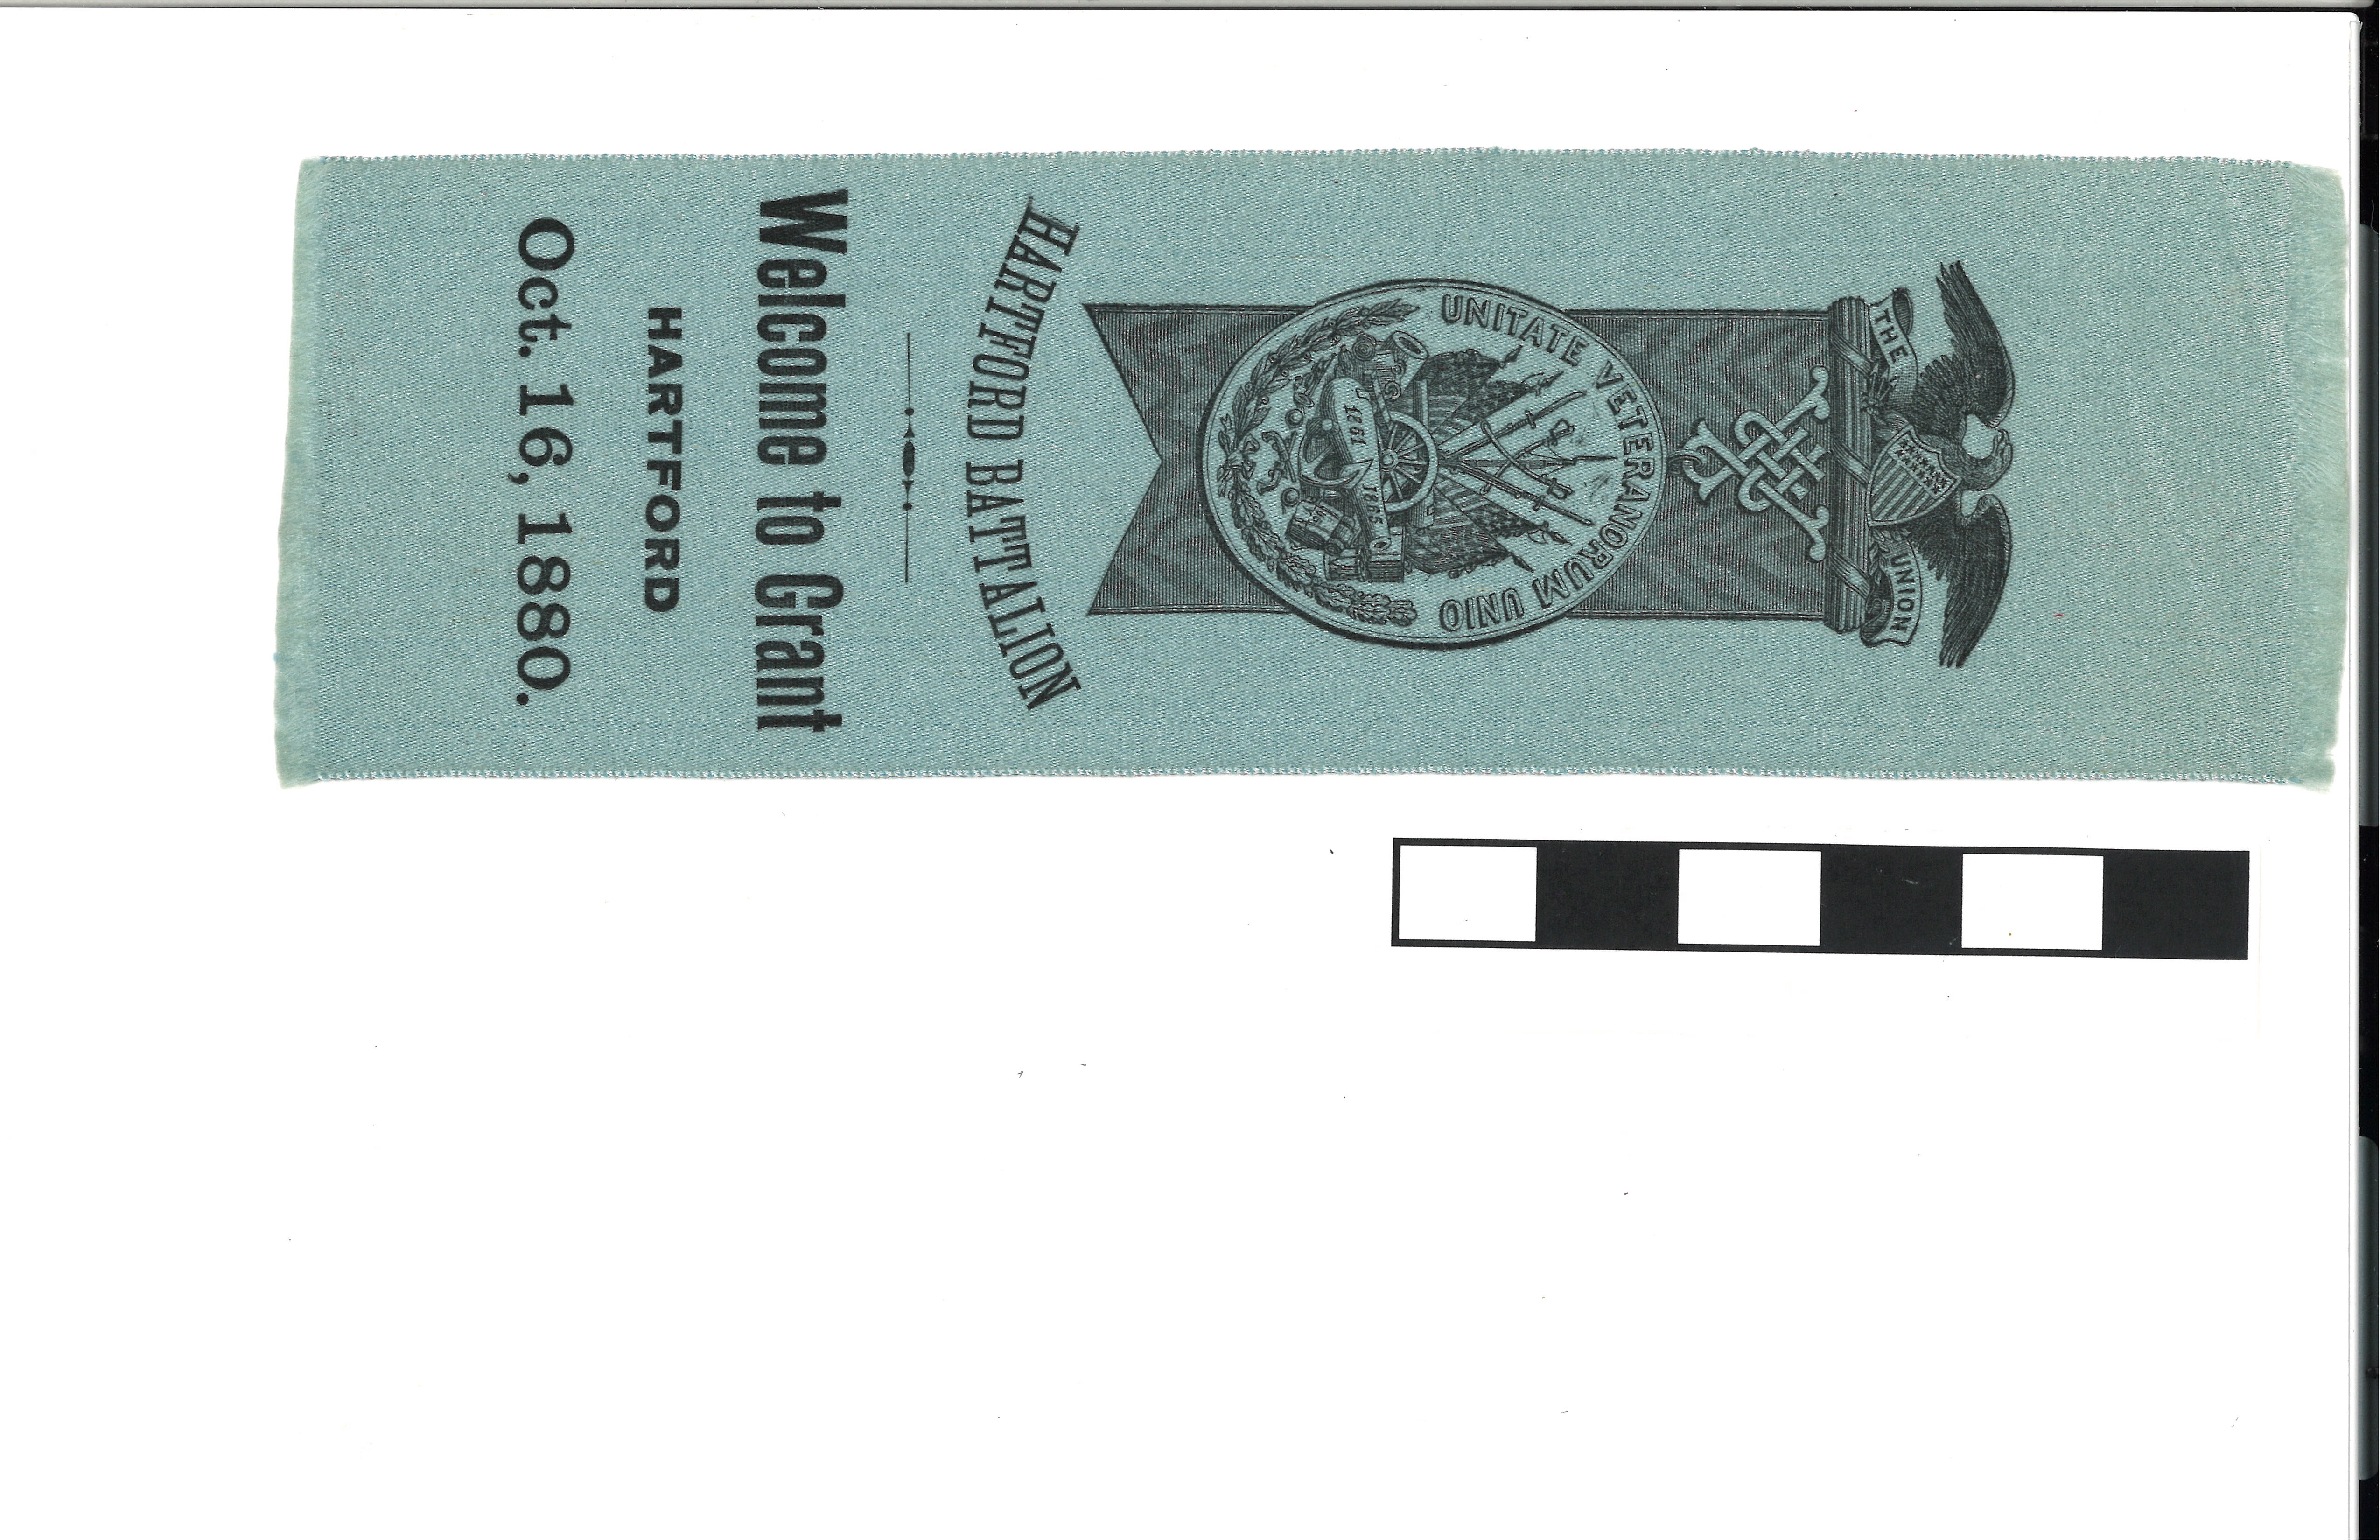 THE UNION
UNITATE VETERANORUM UNIO
1861 1865
HARTFORD BATTALION
Welcome to Grant
HARTFORD
Oct. 16, 1880.